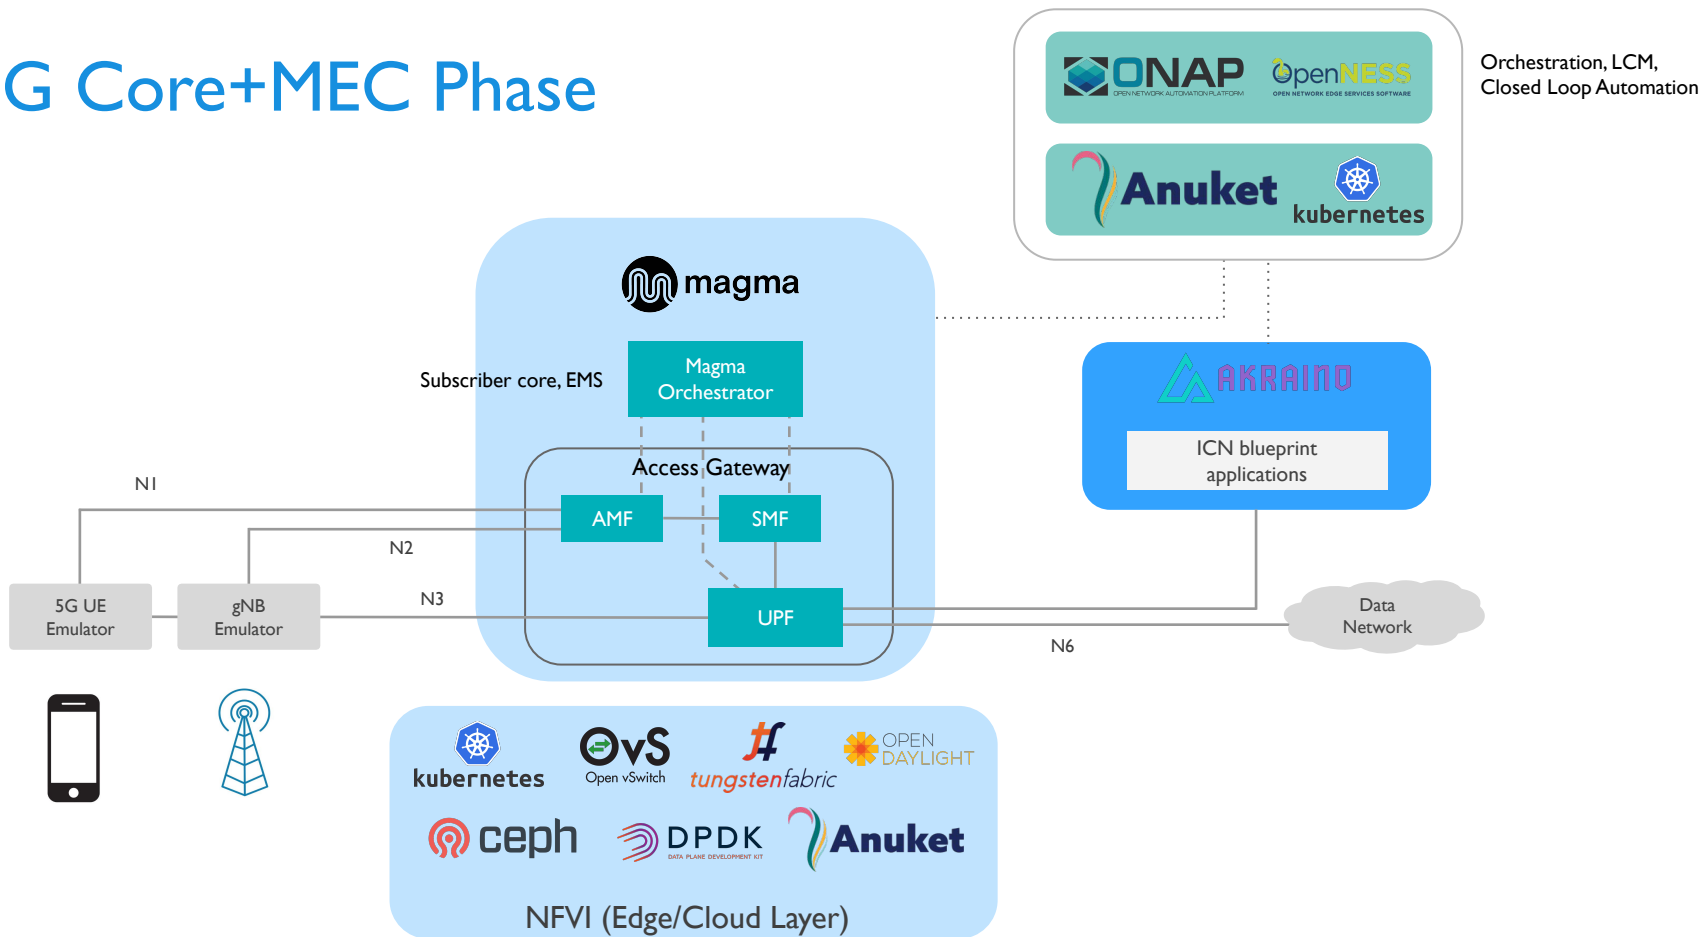 G Core+MEC Phase
ONAP
OPEN NETWORK AUTOMATION PLATFORM
OpenNESS
OPEN NETWORK EDGE SERVICES SOFTWARE
Orchestration, LCM,
Closed Loop Automation
Anuket
kubernetes
magma
Magma
Orchestrator
Subscriber core, EMS
AKRAINO
ICN blueprint
applications
Access Gateway
N1
AMF
SMF
N2
5G UE
Emulator
gNB
Emulator
N3
UPF
Data
Network
N6
kubernetes
OvS
Open vSwitch
tungstenfabric
OPEN
DAYLIGHT
ceph
DPDK
DATA PLANE DEVELOPMENT KIT
Anuket
NFVI (Edge/Cloud Layer)